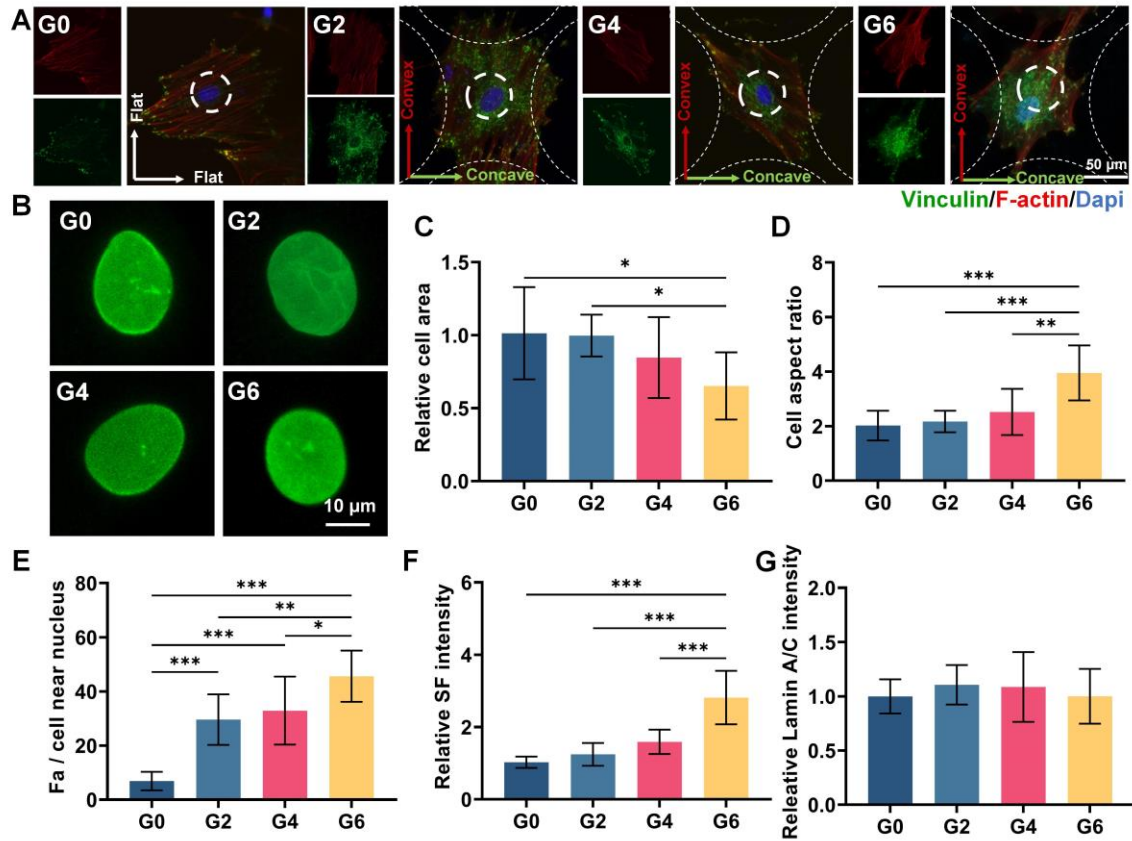 A
G0
G2
G4
G6
Flat
Flat
Convex
Concave
Convex
Concave
Convex
Concave
50 μm
Vinculin/F-actin/Dapi
B
G0
G2
G4
G6
10 μm
C
Relative cell area
1.5
1.0
0.5
0.0
*
*
G0 G2 G4 G6
D
Cell aspect ratio
8
6
4
2
0
***
***
**
G0 G2 G4 G6
E
Fa / cell near nucleus
80
60
40
20
0
***
**
***
*
***
G0 G2 G4 G6
F
Relative SF intensity
6
4
2
0
***
***
***
G0 G2 G4 G6
G
Releative Lamin A/C intensity
2.0
1.5
1.0
0.5
0.0
G0 G2 G4 G6